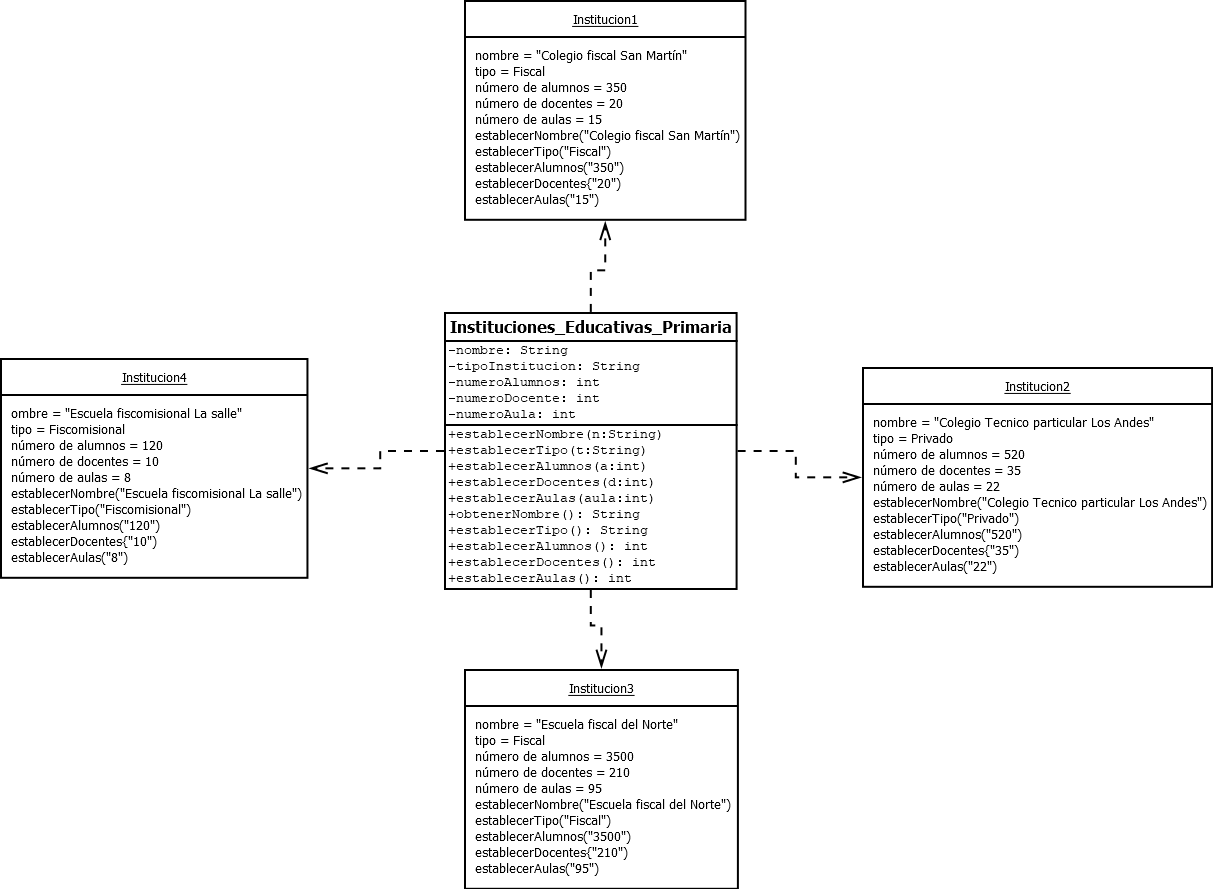 Institucion1
nombre = "Colegio fiscal San Martín"
tipo = Fiscal
número de alumnos = 350
número de docentes = 20
número de aulas = 15
establecerNombre("Colegio fiscal San Martín")
establecerTipo("Fiscal")
establecerAlumnos("350")
establecerDocentes{"20")
establecerAulas("15")
Instituciones_Educativas_Primaria
-nombre: String
-tipoInstitucion: String
-numeroAlumnos: int
-numeroDocente: int
-numeroAula: int
+establecerNombre(n:String)
+establecerTipo(t:String)
+establecerAlumnos(a:int)
+establecerDocentes(d:int)
+establecerAulas(aula:int)
+obtenerNombre(): String
+establecerTipo(): String
+establecerAlumnos(): int
+establecerDocentes(): int
+establecerAulas(): int
Institucion4
ombre = "Escuela fiscomisional La salle"
tipo = Fiscomisional
número de alumnos = 120
número de docentes = 10
número de aulas = 8
establecerNombre("Escuela fiscomisional La salle")
establecerTipo("Fiscomisional")
establecerAlumnos("120")
establecerDocentes{"10")
establecerAulas("8")
Institucion2
nombre = "Colegio Tecnico particular Los Andes"
tipo = Privado
número de alumnos = 520
número de docentes = 35
número de aulas = 22
establecerNombre("Colegio Tecnico particular Los Andes")
establecerTipo("Privado")
establecerAlumnos("520")
establecerDocentes{"35")
establecerAulas("22")
Institucion3
nombre = "Escuela fiscal del Norte"
tipo = Fiscal
número de alumnos = 3500
número de docentes = 210
número de aulas = 95
establecerNombre("Escuela fiscal del Norte")
establecerTipo("Fiscal")
establecerAlumnos("3500")
establecerDocentes{"210")
establecerAulas("95")